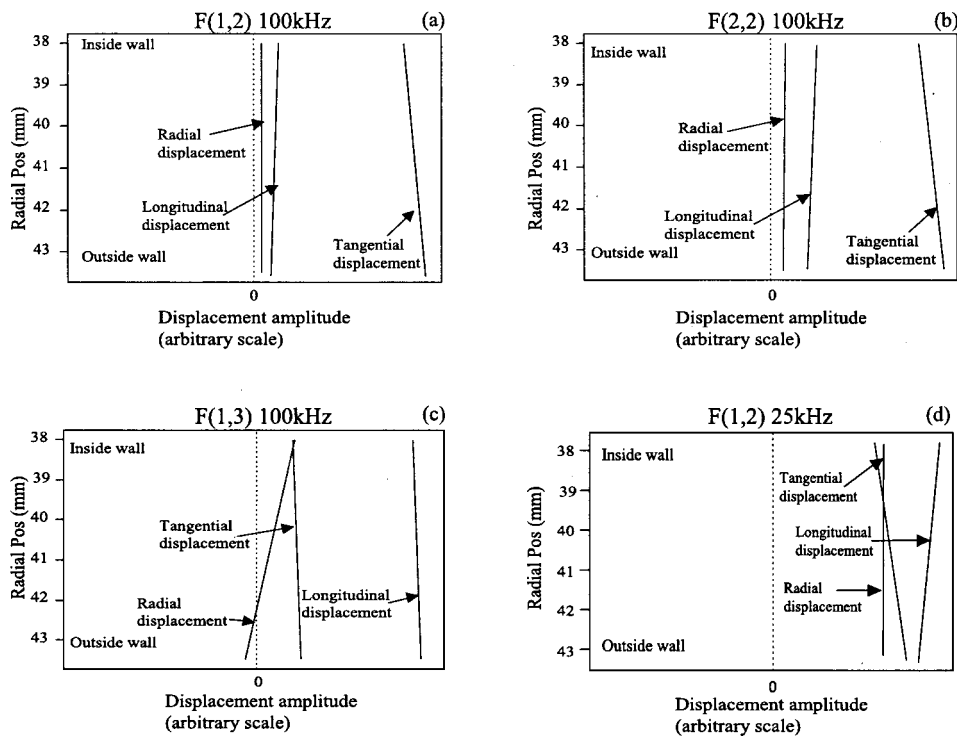 F(1,2) 100kHz
(a)
38
39
40
41
42
43
Radial Pos (mm)
Inside wall
Radial
displacement
Longitudinal
displacement
Tangential
displacement
Outside wall
0
Displacement amplitude
(arbitrary scale)
F(2,2) 100kHz
(b)
38
39
40
41
42
43
Radial Pos (mm)
Inside wall
Radial
displacement
Longitudinal
displacement
Tangential
displacement
Outside wall
0
Displacement amplitude
(arbitrary scale)
F(1,3) 100kHz
(c)
38
39
40
41
42
43
Radial Pos (mm)
Inside wall
Tangential
displacement
Radial
displacement
Longitudinal
displacement
Outside wall
0
Displacement amplitude
(arbitrary scale)
F(1,2) 25kHz
(d)
38
39
40
41
42
43
Radial Pos (mm)
Inside wall
Tangential
displacement
Longitudinal
displacement
Radial
displacement
Outside wall
0
Displacement amplitude
(arbitrary scale)